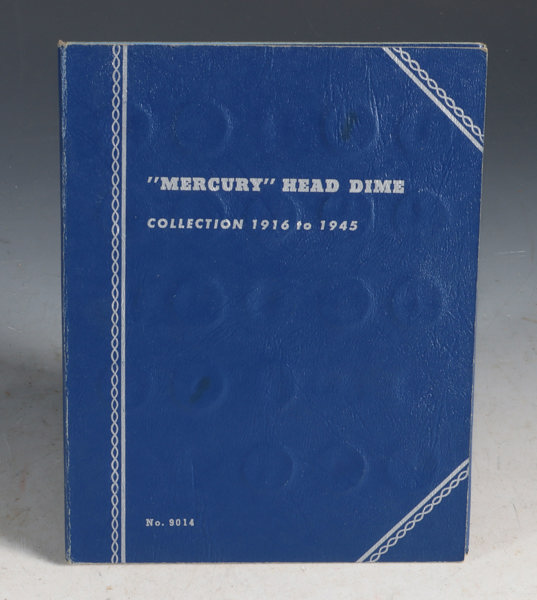 "MERCURY" HEAD DIME
COLLECTION 1916 to 1945
No. 9014